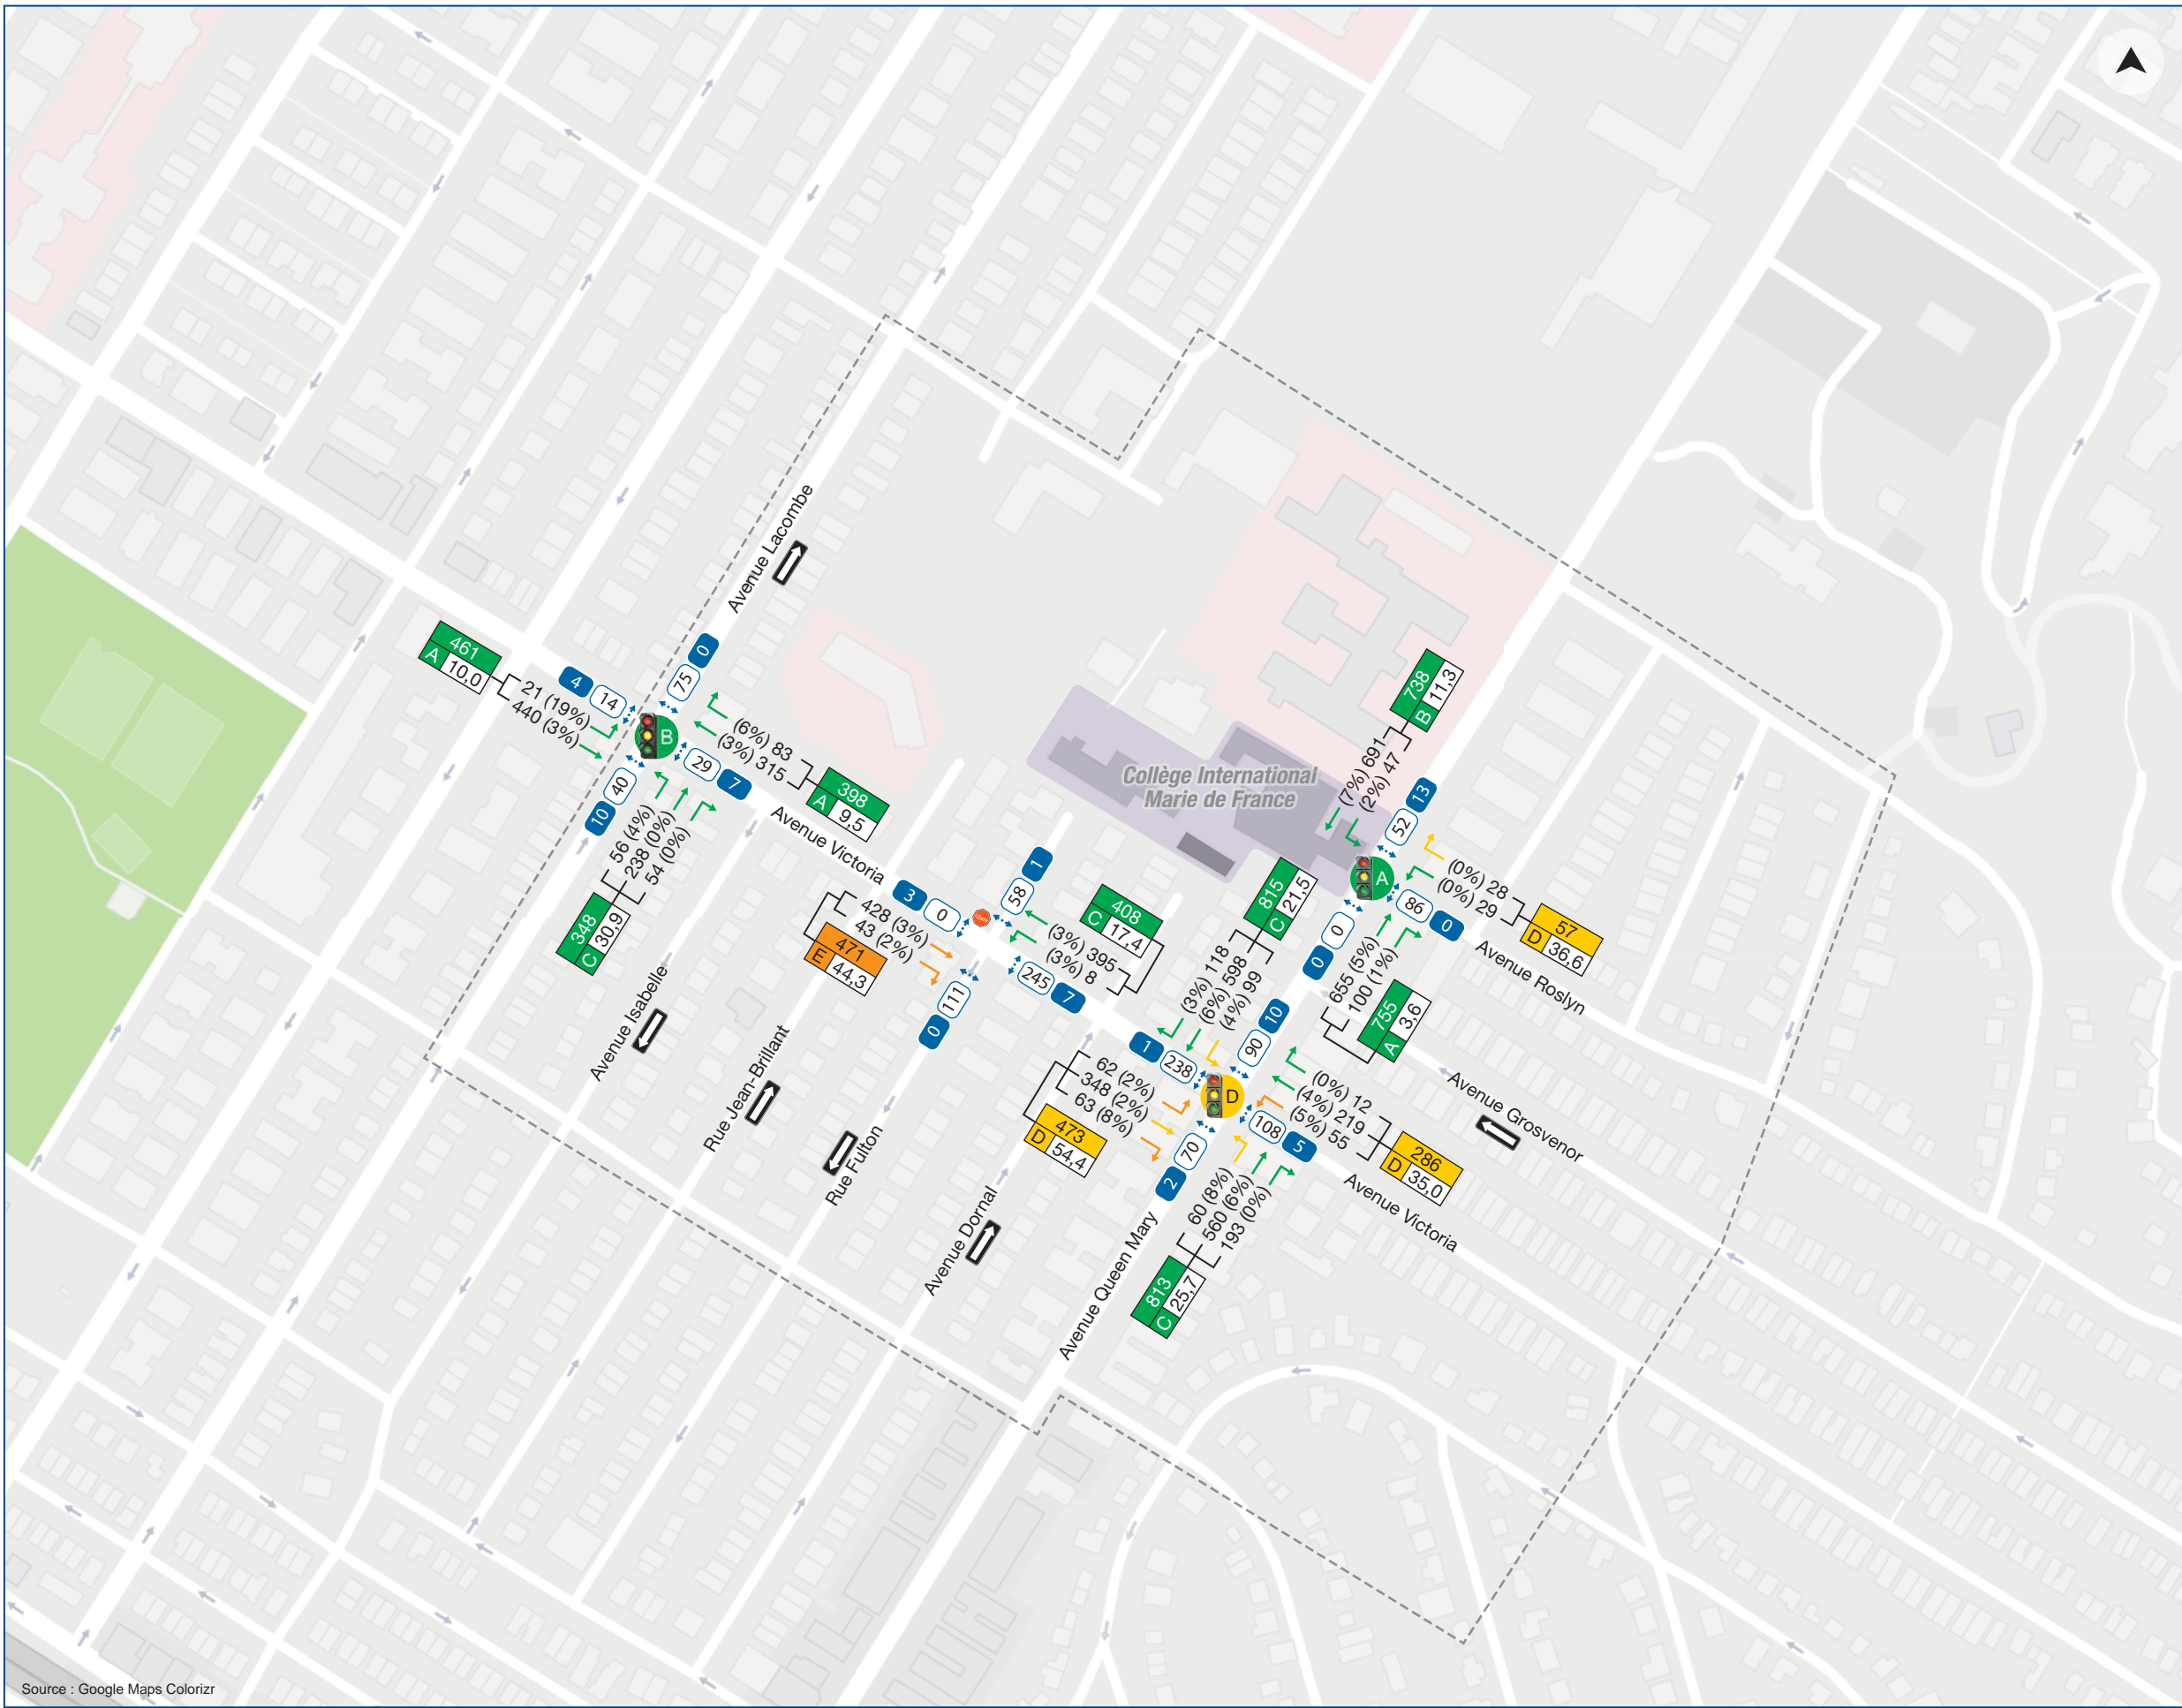 Avenue Lacombe
461
A 10,0
21 (19%)
440 (3%)
4
14
75
0
B
(6%) 83
(3%) 315
398
A 9,5
29
7
40
10
56 (4%)
238 (0%)
54 (0%)
348
C 30,9
Avenue Victoria
Avenue Isabelle
Rue Jean-Brillant
Rue Fulton
Avenue Dornal
Collège International
Marie de France
738
B 11,3
(7%) 691
(2%) 47
13
52
A
(0%) 28
(0%) 29
57
D 36,6
86
0
0
0
655 (5%)
100 (1%)
755
A 3,6
Avenue Roslyn
Avenue Grosvenor
3
0
58
1
428 (3%)
43 (2%)
471
E 44,3
408
C 17,4
(3%) 395
(3%) 8
245
7
111
0
815
C 21,5
(3%) 118
(6%) 598
(4%) 99
10
90
1
238
D
62 (2%)
348 (2%)
63 (8%)
473
D 54,4
(0%) 12
(4%) 219
(5%) 55
286
D 35,0
108
5
70
2
60 (8%)
560 (6%)
193 (0%)
813
C 25,7
Avenue Queen Mary
Avenue Victoria
Source : Google Maps Colorizr